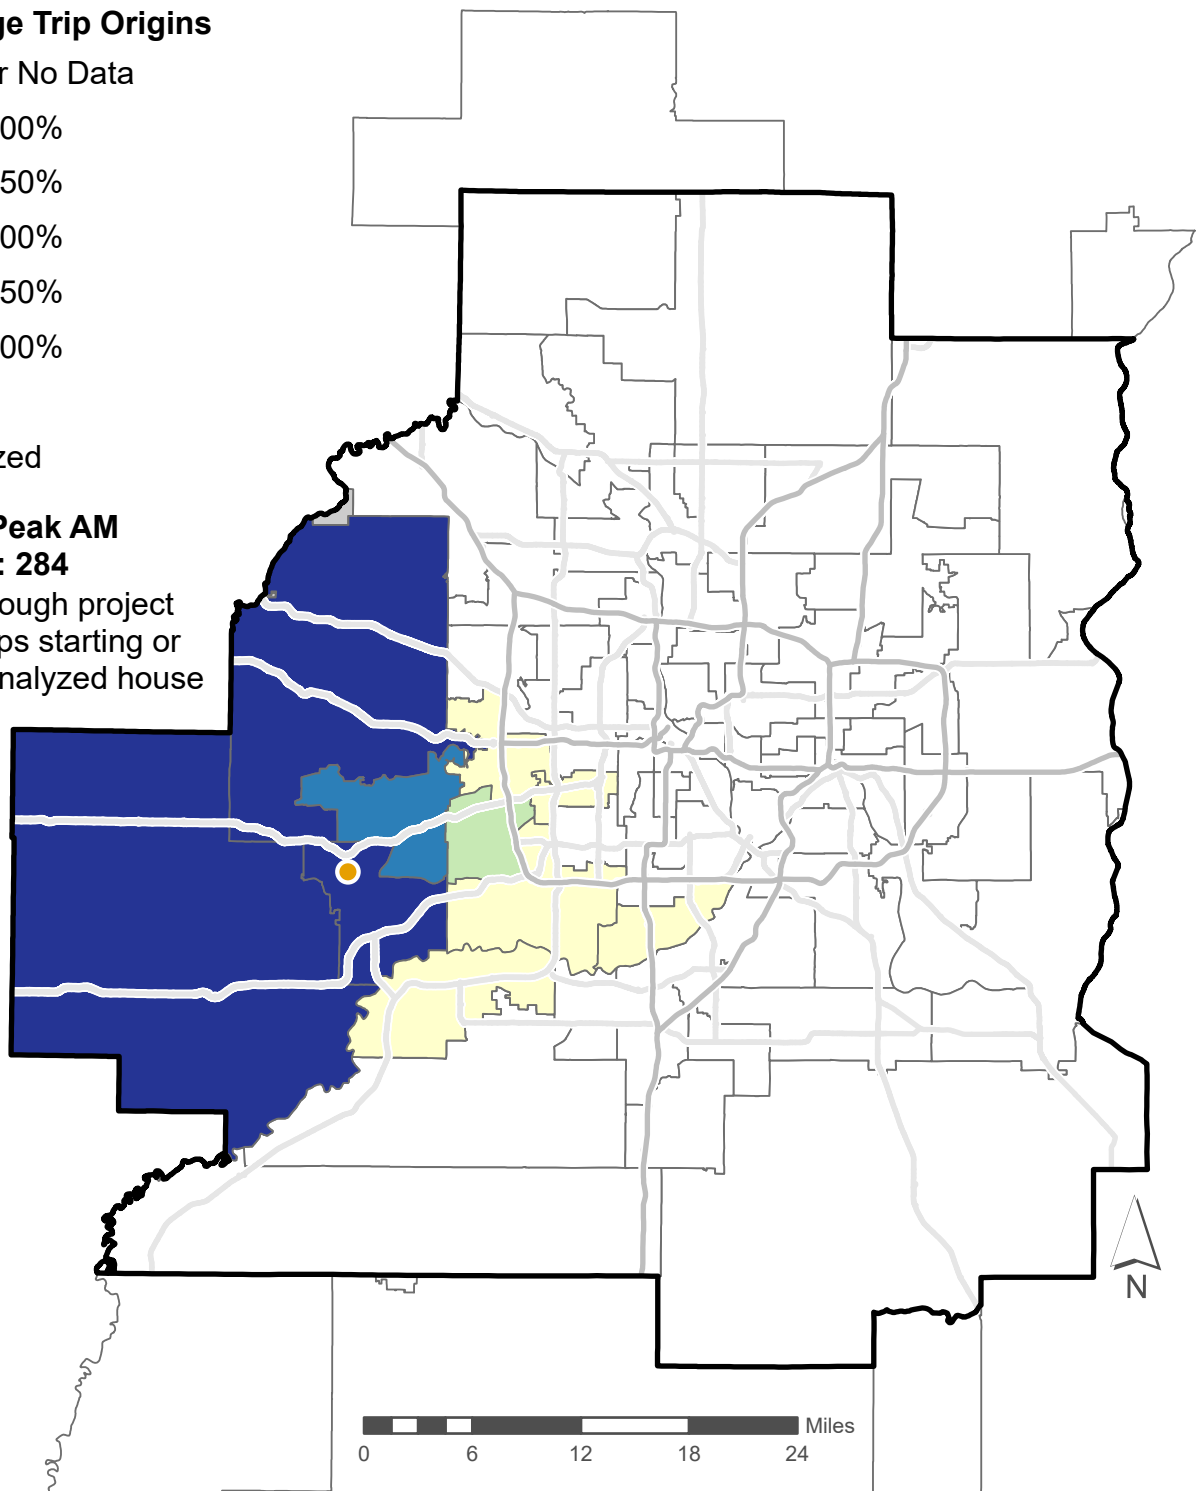 ge Trip Origins
r No Data
00%
50%
00%
50%
00%
zed
Peak AM
: 284
ough project
ps starting or
nalyzed house
N
Miles
0 6 12 18 24